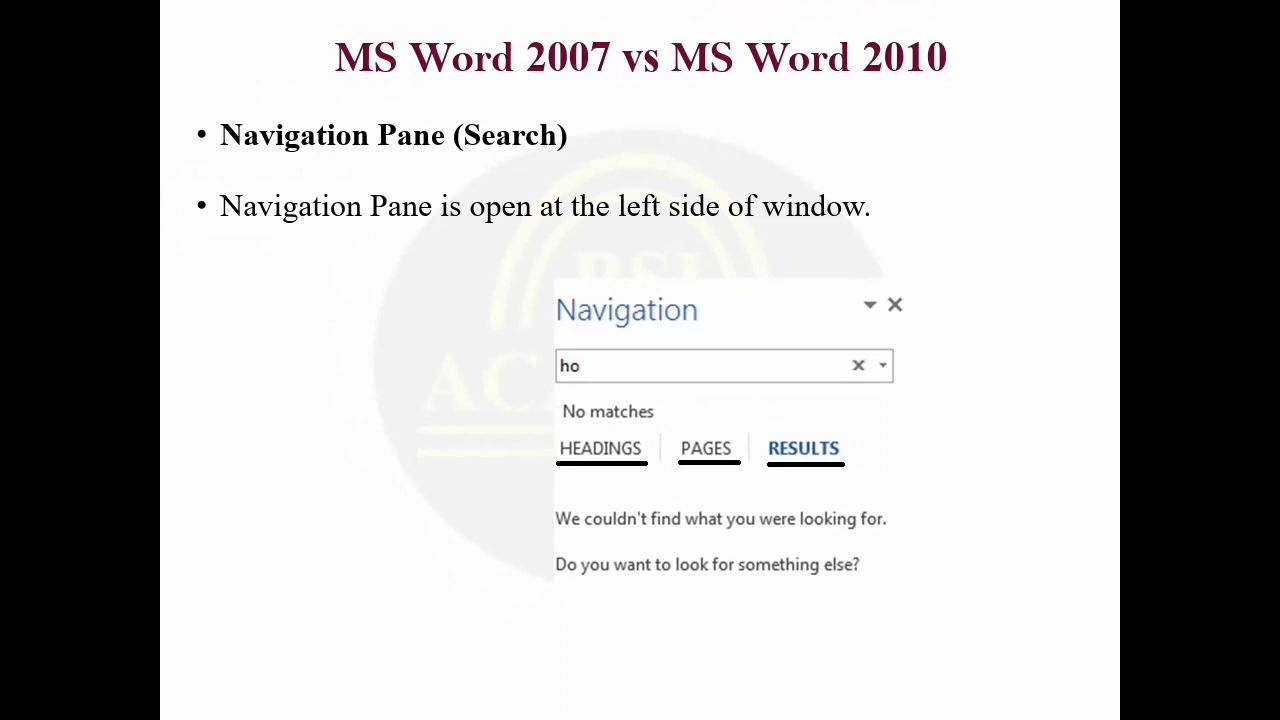 MS Word 2007 vs MS Word 2010
• Navigation Pane (Search)
• Navigation Pane is open at the left side of window.
Navigation
ho
No matches
HEADINGS PAGES RESULTS
We couldn't find what you were looking for.
Do you want to look for something else?